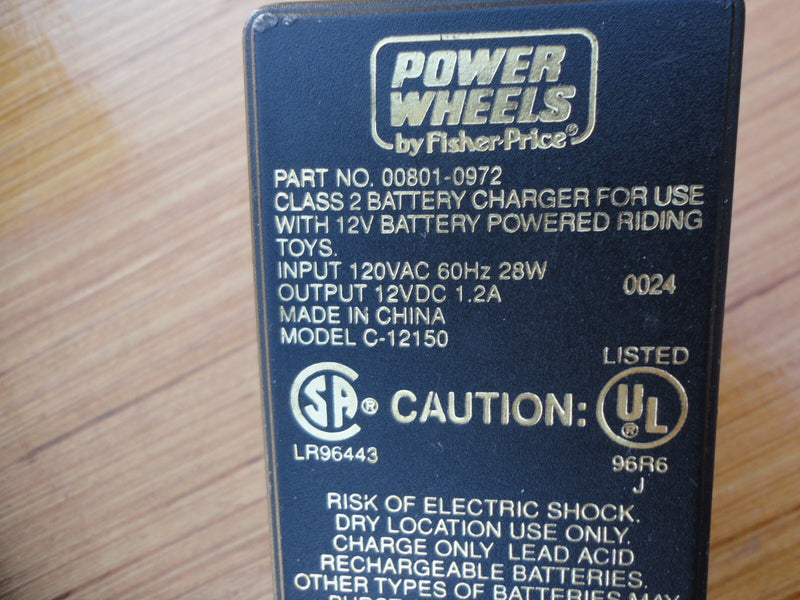 POWER
WHEELS
by Fisher-Price®
PART NO. 00801-0972
CLASS 2 BATTERY CHARGER FOR USE
WITH 12V BATTERY POWERED RIDING
TOYS.
INPUT 120VAC 60Hz 28W
OUTPUT 12VDC 1.2A
0024
MADE IN CHINA
MODEL C-12150
LISTED
SA ® CAUTION: UL
LR96443
96R6
J
RISK OF ELECTRIC SHOCK.
DRY LOCATION USE ONLY.
CHARGE ONLY LEAD ACID
RECHARGEABLE BATTERIES.
OTHER TYPES OF BATTERIES MAY